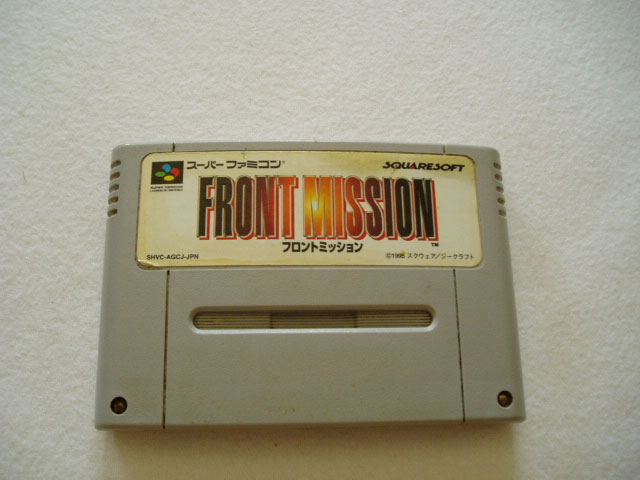 スーパーファミコン®
SQUARESOFT
FRONT MISSION™
フロントミッション
SHVC-AGCJ-JPN
©1995 スクウェア/ジークラフト